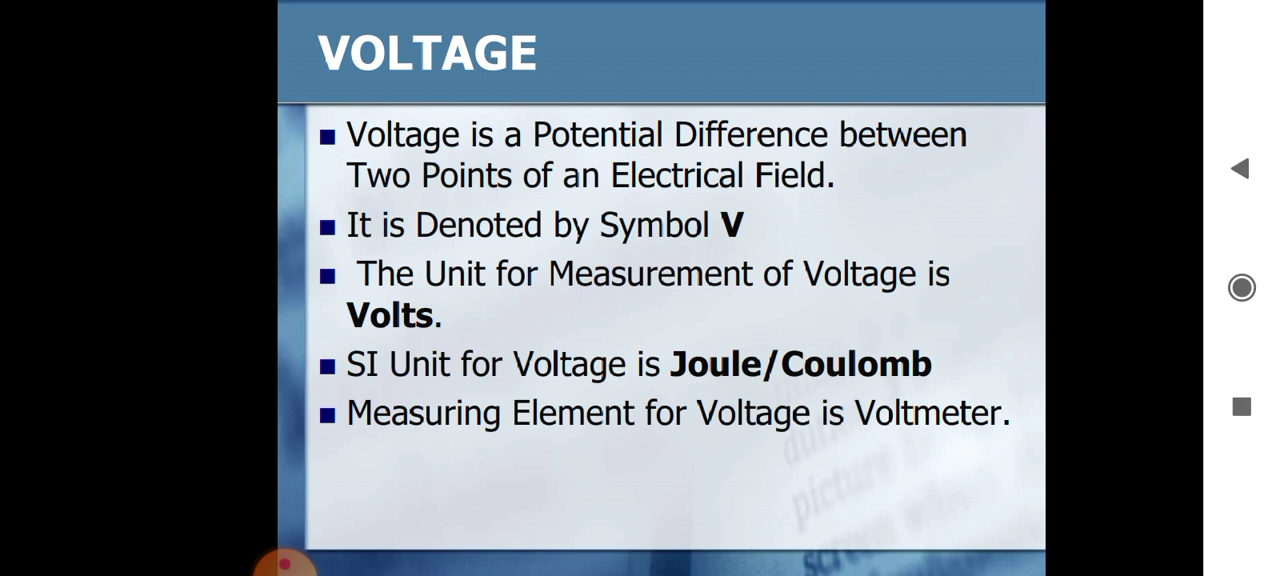 VOLTAGE
Voltage is a Potential Difference between
Two Points of an Electrical Field.
It is Denoted by Symbol V
The Unit for Measurement of Voltage is
Volts.
SI Unit for Voltage is Joule/Coulomb
Measuring Element for Voltage is Voltmeter.
picture
screen